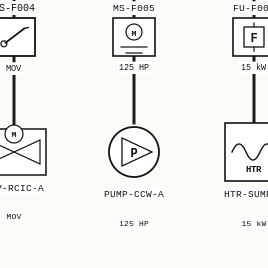 S-F004 MS-F005 FU-F00
M F
MOV 125 HP 15 kW
M
P
HTR
V-RCIC-A PUMP-CCW-A HTR-SUMP
MOV 125 HP 15 kW